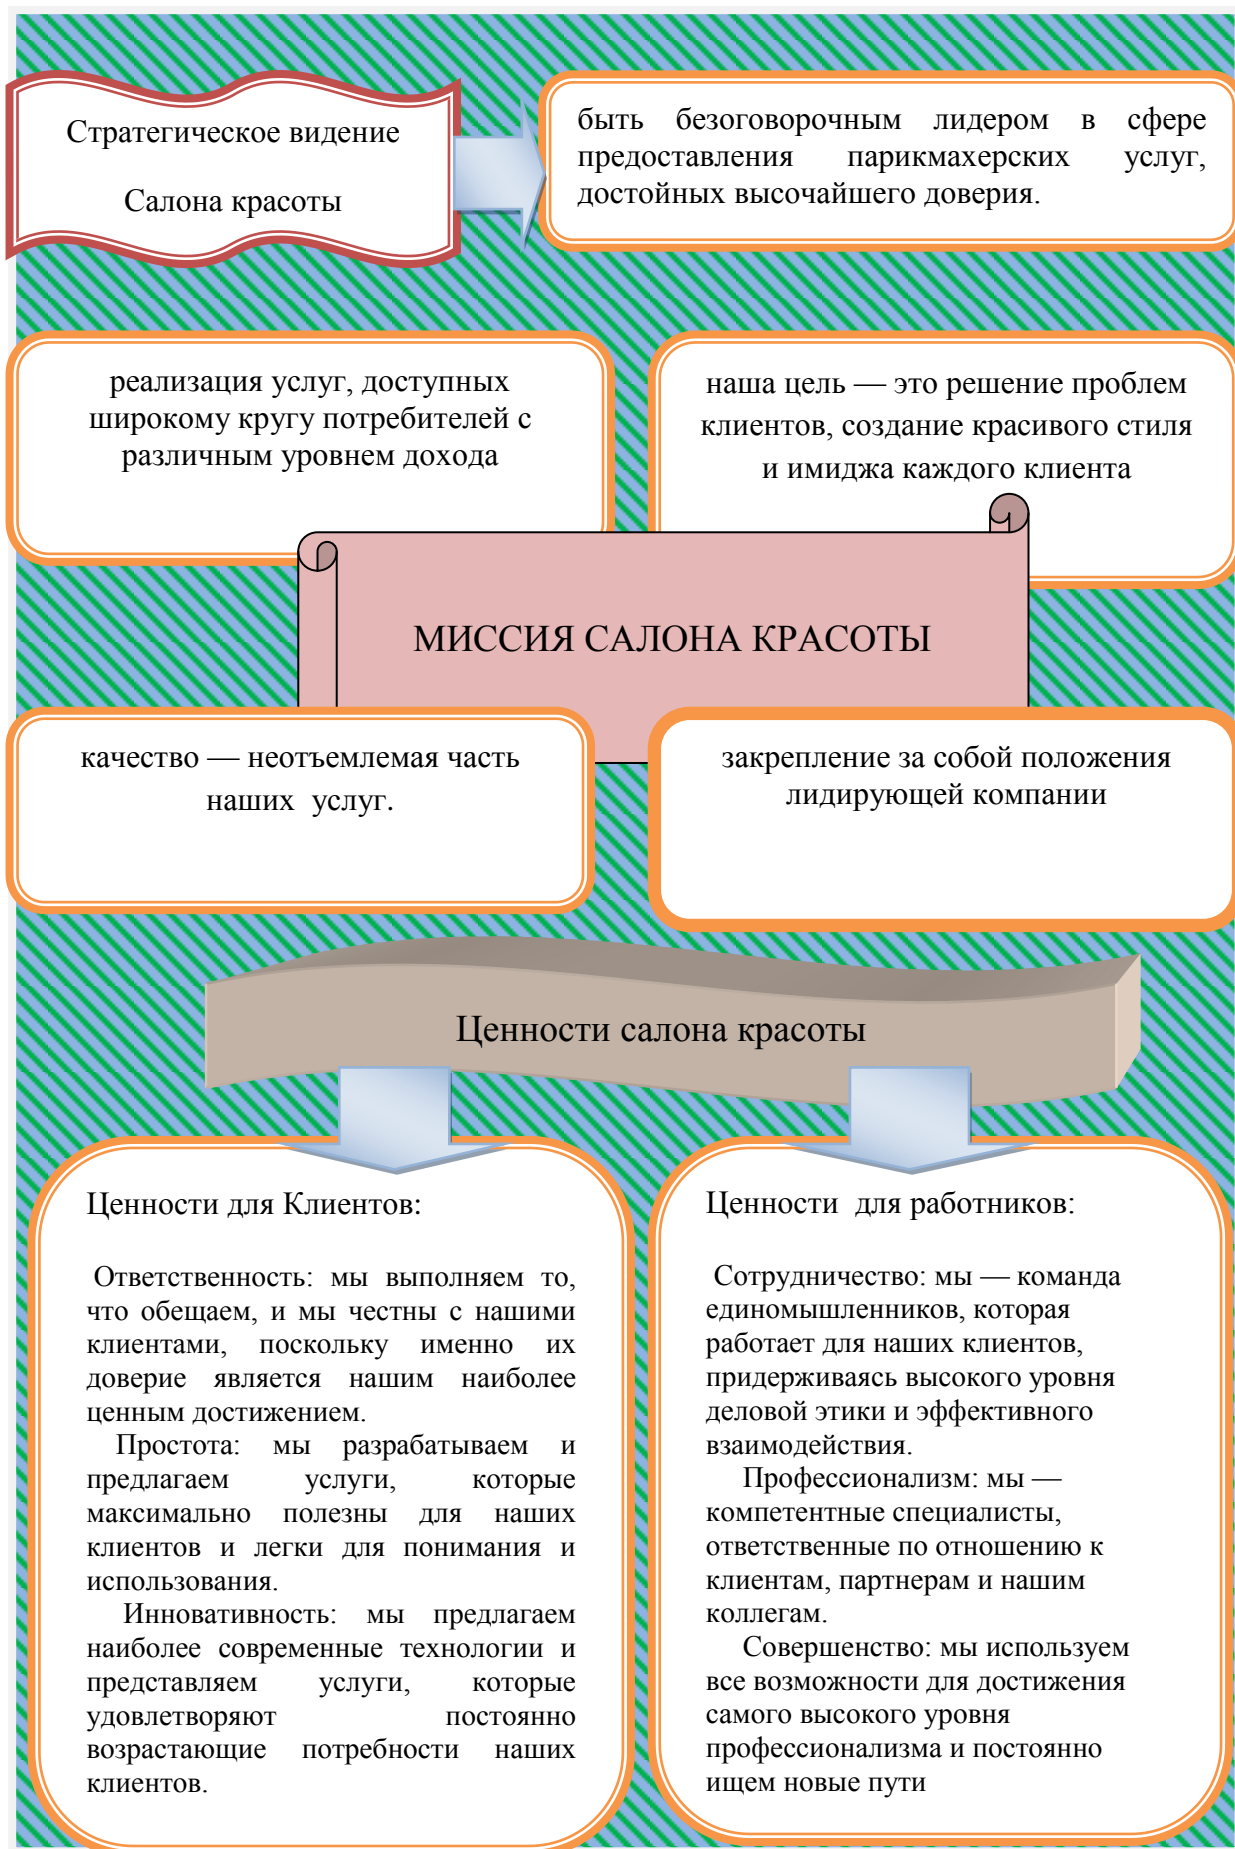 Стратегическое видение
Салона красоты
быть безоговорочным лидером в сфере
предоставления парикмахерских услуг,
достойных высочайшего доверия.
реализация услуг, доступных
широкому кругу потребителей с
различным уровнем дохода
наша цель — это решение проблем
клиентов, создание красивого стиля
и имиджа каждого клиента
МИССИЯ САЛОНА КРАСОТЫ
качество — неотъемлемая часть
наших услуг.
закрепление за собой положения
лидирующей компании
Ценности салона красоты
Ценности для Клиентов:
Ответственность: мы выполняем то,
что обещаем, и мы честны с нашими
клиентами, поскольку именно их
доверие является нашим наиболее
ценным достижением.
Простота: мы разрабатываем и
предлагаем услуги, которые
максимально полезны для наших
клиентов и легки для понимания и
использования.
Инновативность: мы предлагаем
наиболее современные технологии и
представляем услуги, которые
удовлетворяют постоянно
возрастающие потребности наших
клиентов.
Ценности для работников:
Сотрудничество: мы — команда
единомышленников, которая
работает для наших клиентов,
придерживаясь высокого уровня
деловой этики и эффективного
взаимодействия.
Профессионализм: мы —
компетентные специалисты,
ответственные по отношению к
клиентам, партнерам и нашим
коллегам.
Совершенство: мы используем
все возможности для достижения
самого высокого уровня
профессионализма и постоянно
ищем новые пути